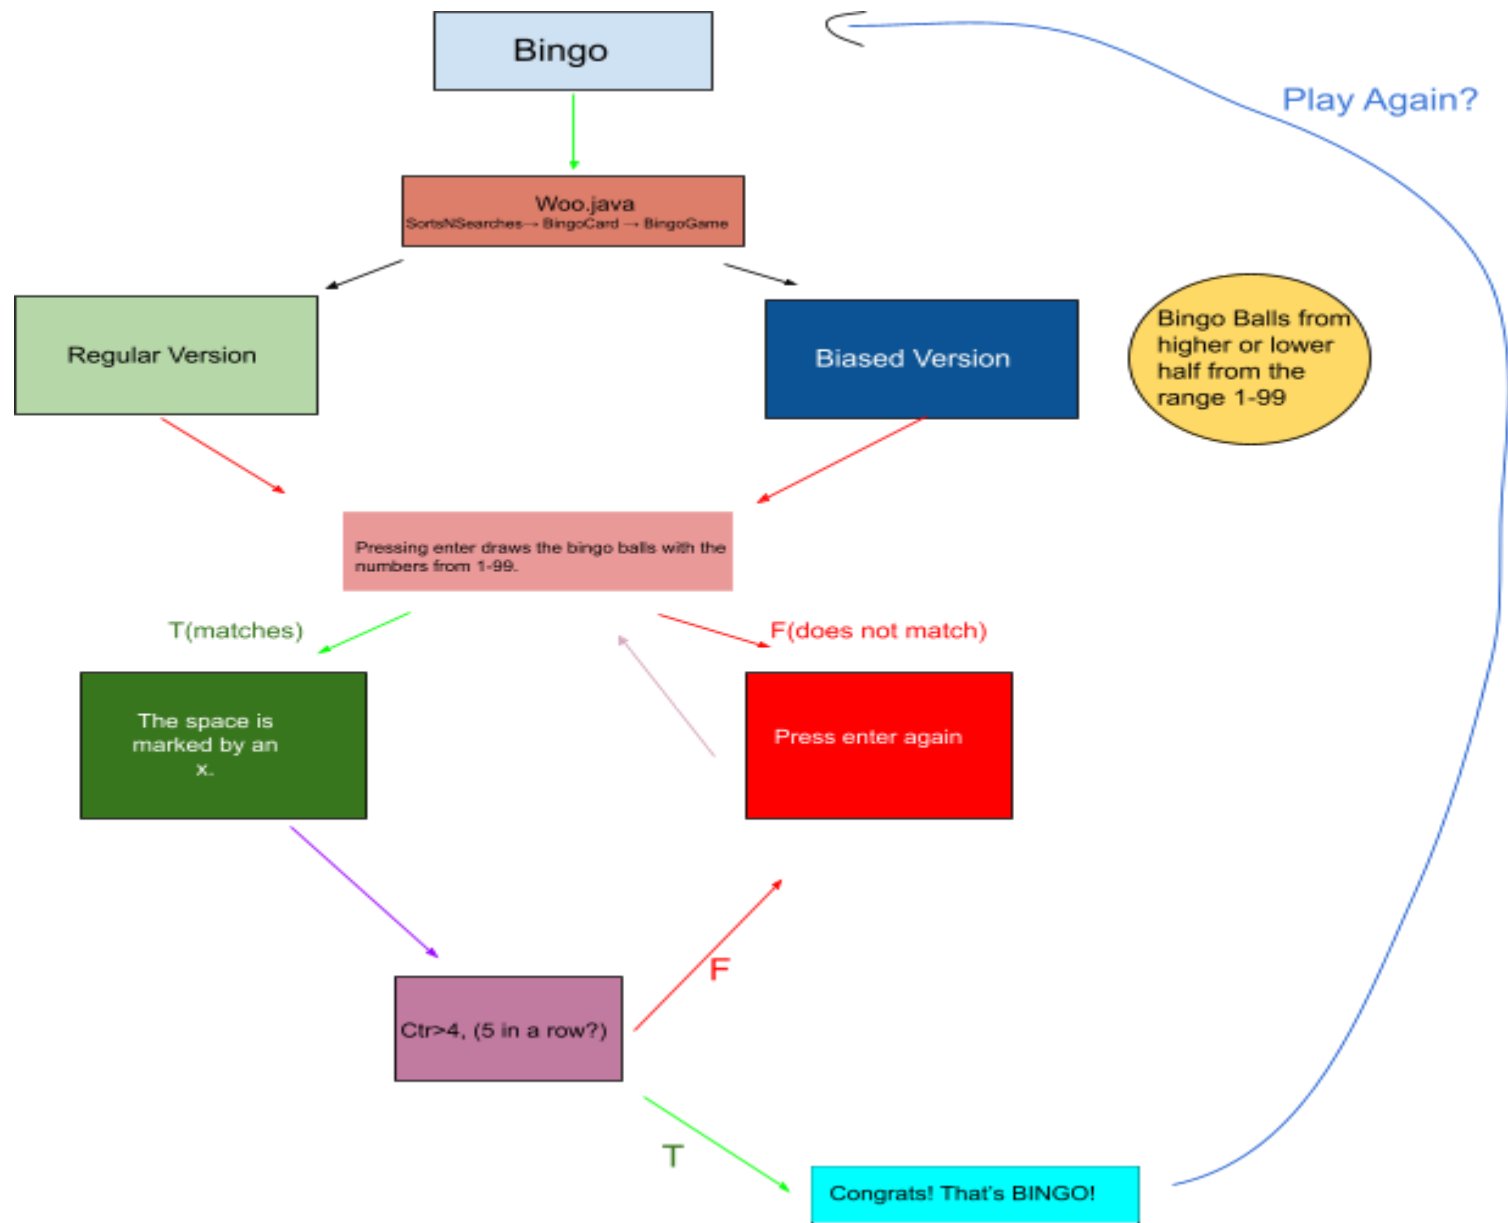 Bingo
Play Again?
Woo.java
SortsNSearches→ BingoCard → BingoGame
Regular Version
Biased Version
Bingo Balls from
higher or lower
half from the
range 1-99
Pressing enter draws the bingo balls with the
numbers from 1-99.
T(matches)
F(does not match)
The space is
marked by an
x.
Press enter again
F
Ctr>4, (5 in a row?)
T
Congrats! That's BINGO!